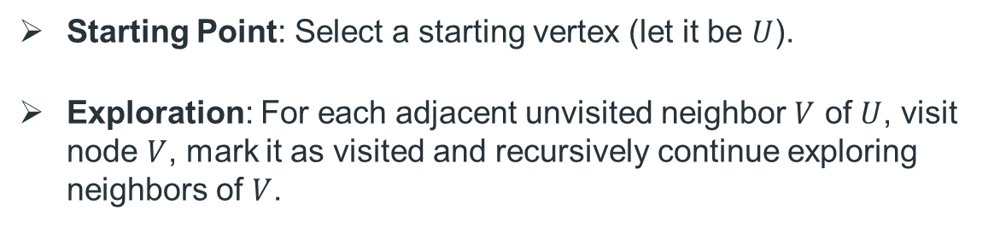 ➢ Starting Point: Select a starting vertex (let it be U).
➢ Exploration: For each adjacent unvisited neighbor V of U, visit
node V, mark it as visited and recursively continue exploring
neighbors of V.